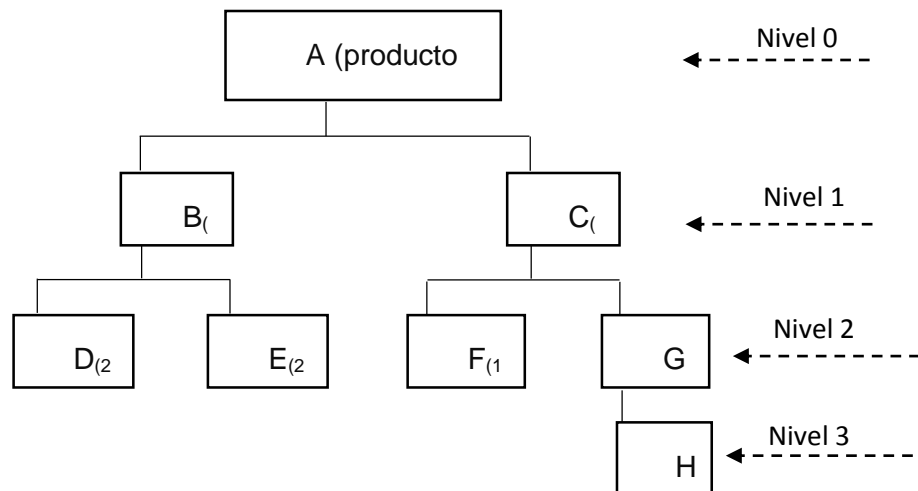 A (producto
Nivel 0
B(
C(
Nivel 1
D(2
E(2
F(1
G
Nivel 2
H
Nivel 3